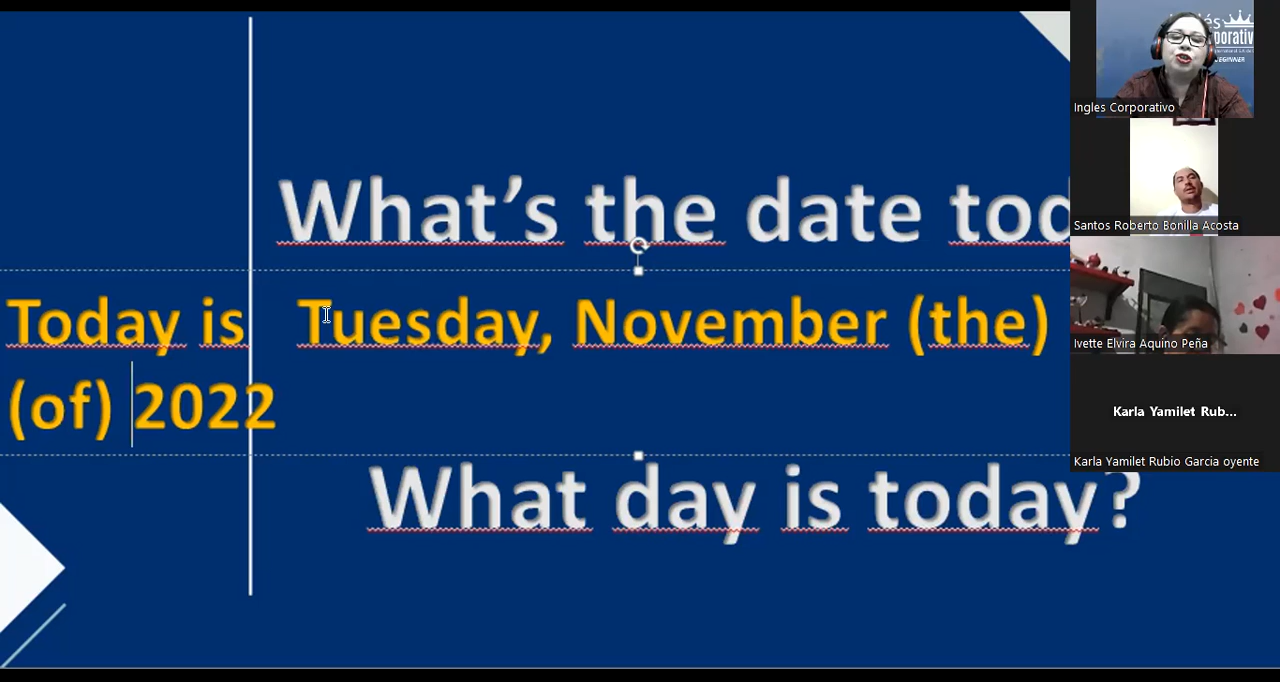 What's the date tod
Today is Tuesday, November (the)
(of) 2022
What day is today?
Ingles Corporativo
Santos Roberto Bonilla Acosta
Ivette Elvira Aquino Peña
Karla Yamilet Rub...
Karla Yamilet Rubio Garcia oyente